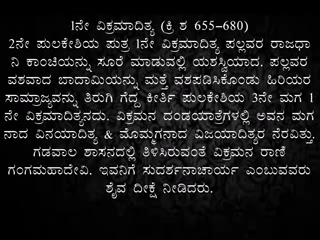 1ನೇ ವಿಕ್ರಮಾದಿತ್ಯ (ಕ್ರಿ ಶ 655-680)
2ನೇ ಪುಲಕೇಶಿಯ ಪುತ್ರ 1ನೇ ವಿಕ್ರಮಾದಿತ್ಯ ಪಲ್ಲವರ ರಾಜಧಾ
ನಿ ಕಾಂಚಿಯನ್ನು ಸೂರೆ ಮಾಡುವಲ್ಲಿ ಯಶಸ್ವಿಯಾದ. ಪಲ್ಲವರ
ವಶವಾದ ಬಾದಾಮಿಯನ್ನು ಮತ್ತೆ ವಶಪಡಿಸಿಕೊಂಡು ಹಿರಿಯರ
ಸಾಮ್ರಾಜ್ಯವನ್ನು ತಿರುಗಿ ಗೆದ್ದ ಕೀರ್ತಿ ಪುಲಕೇಶಿಯ 3ನೇ ಮಗ 1
ನೇ ವಿಕ್ರಮಾದಿತ್ಯನದು. ವಿಕ್ರಮನ ದಂಡಯಾತ್ರೆಗಳಲ್ಲಿ ಅವನ ಮಗ
ನಾದ ವಿನಯಾದಿತ್ಯ & ಮೊಮ್ಮಗನಾದ ವಿಜಯಾದಿತ್ಯರ ನೆರವಿತ್ತು.
ಗಡವಾಲ ಶಾಸನದಲ್ಲಿ ತಿಳಿಸಿರುವಂತೆ ವಿಕ್ರಮನ ರಾಣಿ
ಗಂಗಮಹಾದೇವಿ. ಇವನಿಗೆ ಸುದರ್ಶನಾಚಾರ್ಯ ಎಂಬುವವರು
ಶೈವ ದೀಕ್ಷೆ ನೀಡಿದರು.